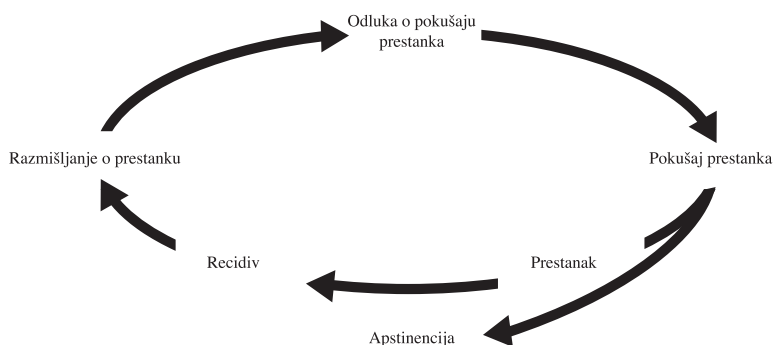 Odluka o pokušaju
prestanka
Razmišljanje o prestanku
Pokušaj prestanka
Recidiv
Prestanak
Apstinencija